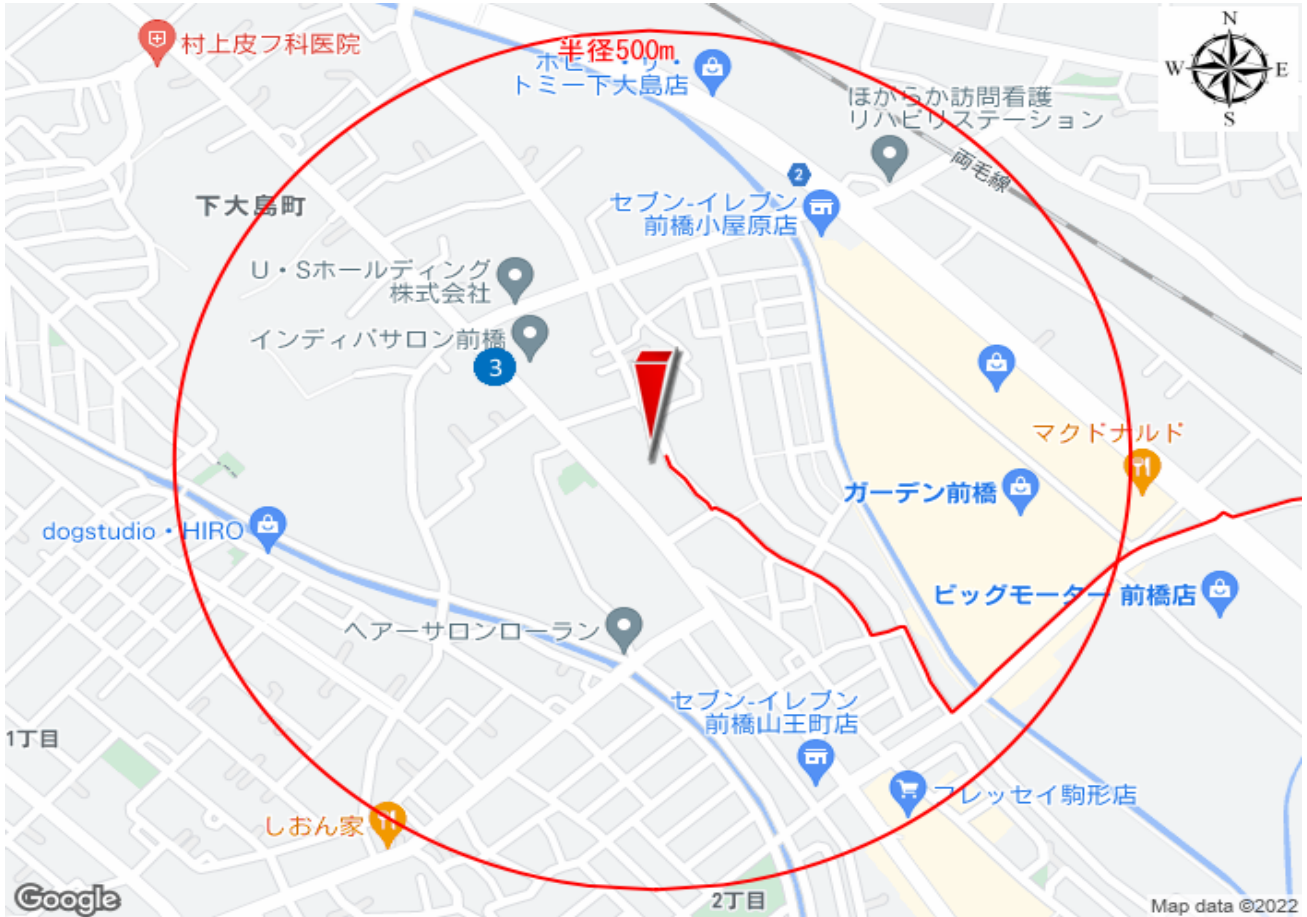 N
W E
S
村上皮フ科医院
半径500m
トミー下大島店
ほがらか訪問看護
リハビリステーション
両毛線
2
下大島町
セブン-イレブン
前橋小屋原店
U・Sホールディング
株式会社
インディバサロン前橋
3
マクドナルド
ガーデン前橋
dogstudio・HIRO
ビッグモーター 前橋店
ヘアーサロンローラン
セブン-イレブン
前橋山王町店
1丁目
フレッセイ駒形店
しおん家
2丁目
Google
Map data ©2022